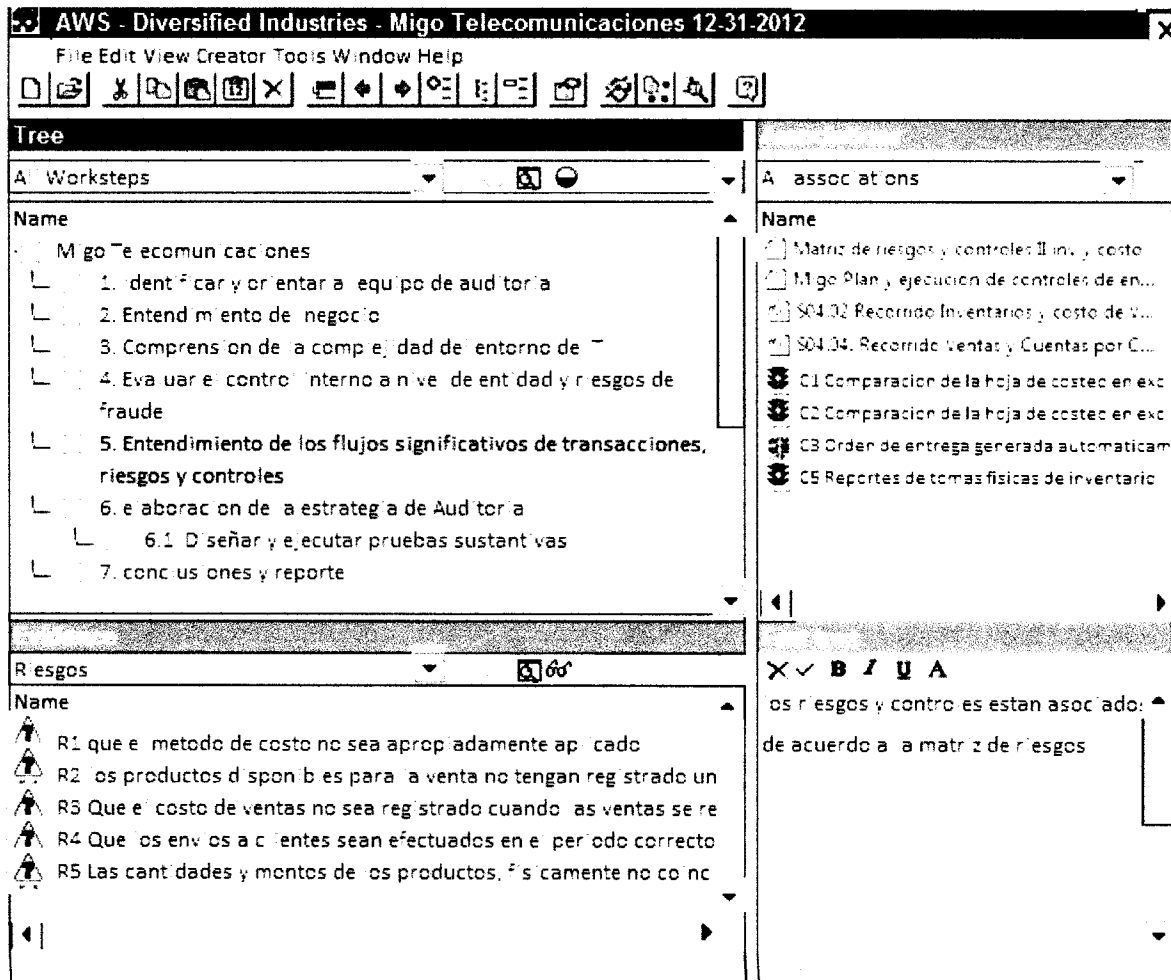 AWS - Diversified Industries - Migo Telecomunicaciones 12-31-2012
File Edit View Creator Tools Window Help
Tree
All Worksteps
Name
Migo Telecomunicaciones
1. identificar y orientar al equipo de auditoria
2. Entendimiento del negocio
3. Comprension de la complejidad del entorno de TI
4. Evaluar el control interno a nivel de entidad y riesgos de
fraude
5. Entendimiento de los flujos significativos de transacciones,
riesgos y controles
6. elaboracion de la estrategia de Auditoria
6.1 Diseñar y ejecutar pruebas sustantivas
7. conclusiones y reporte
All associations
Name
Matriz de riesgos y controles II inv. y costo
Migo Plan y ejecucion de controles de en...
S04.02 Recorrido Inventarios y costo de V...
S04.04. Recorrido Ventas y Cuentas por C...
C1 Comparacion de la hoja de costeo en exc
C2 Comparacion de la hoja de costeo en exc
C3 Orden de entrega generada automaticam
C5 Reportes de tomas fisicas de inventario
Riesgos
Name
R1 que el metodo de costo no sea apropiadamente aplicado
R2 los productos disponibles para la venta no tengan registrado un
R3 Que el costo de ventas no sea registrado cuando las ventas se re
R4 Que los envios a clientes sean efectuados en el periodo correcto
R5 Las cantidades y montos de los productos, fisicamente no coinc
B I U A
los riesgos y controles estan asociados
de acuerdo a la matriz de riesgos